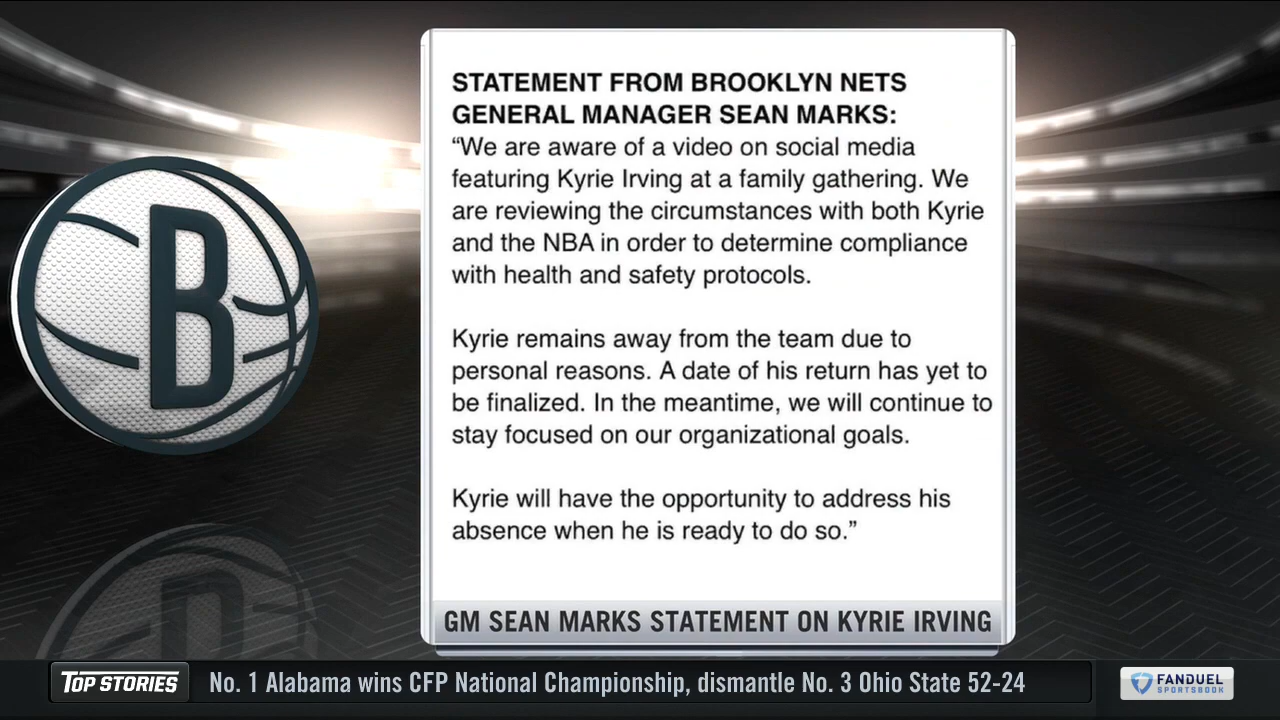 STATEMENT FROM BROOKLYN NETS
GENERAL MANAGER SEAN MARKS:
“We are aware of a video on social media
featuring Kyrie Irving at a family gathering. We
are reviewing the circumstances with both Kyrie
and the NBA in order to determine compliance
with health and safety protocols.
Kyrie remains away from the team due to
personal reasons. A date of his return has yet to
be finalized. In the meantime, we will continue to
stay focused on our organizational goals.
Kyrie will have the opportunity to address his
absence when he is ready to do so.”
B
GM SEAN MARKS STATEMENT ON KYRIE IRVING
TOP STORIES
No. 1 Alabama wins CFP National Championship, dismantle No. 3 Ohio State 52-24
FANDUEL
SPORTSBOOK